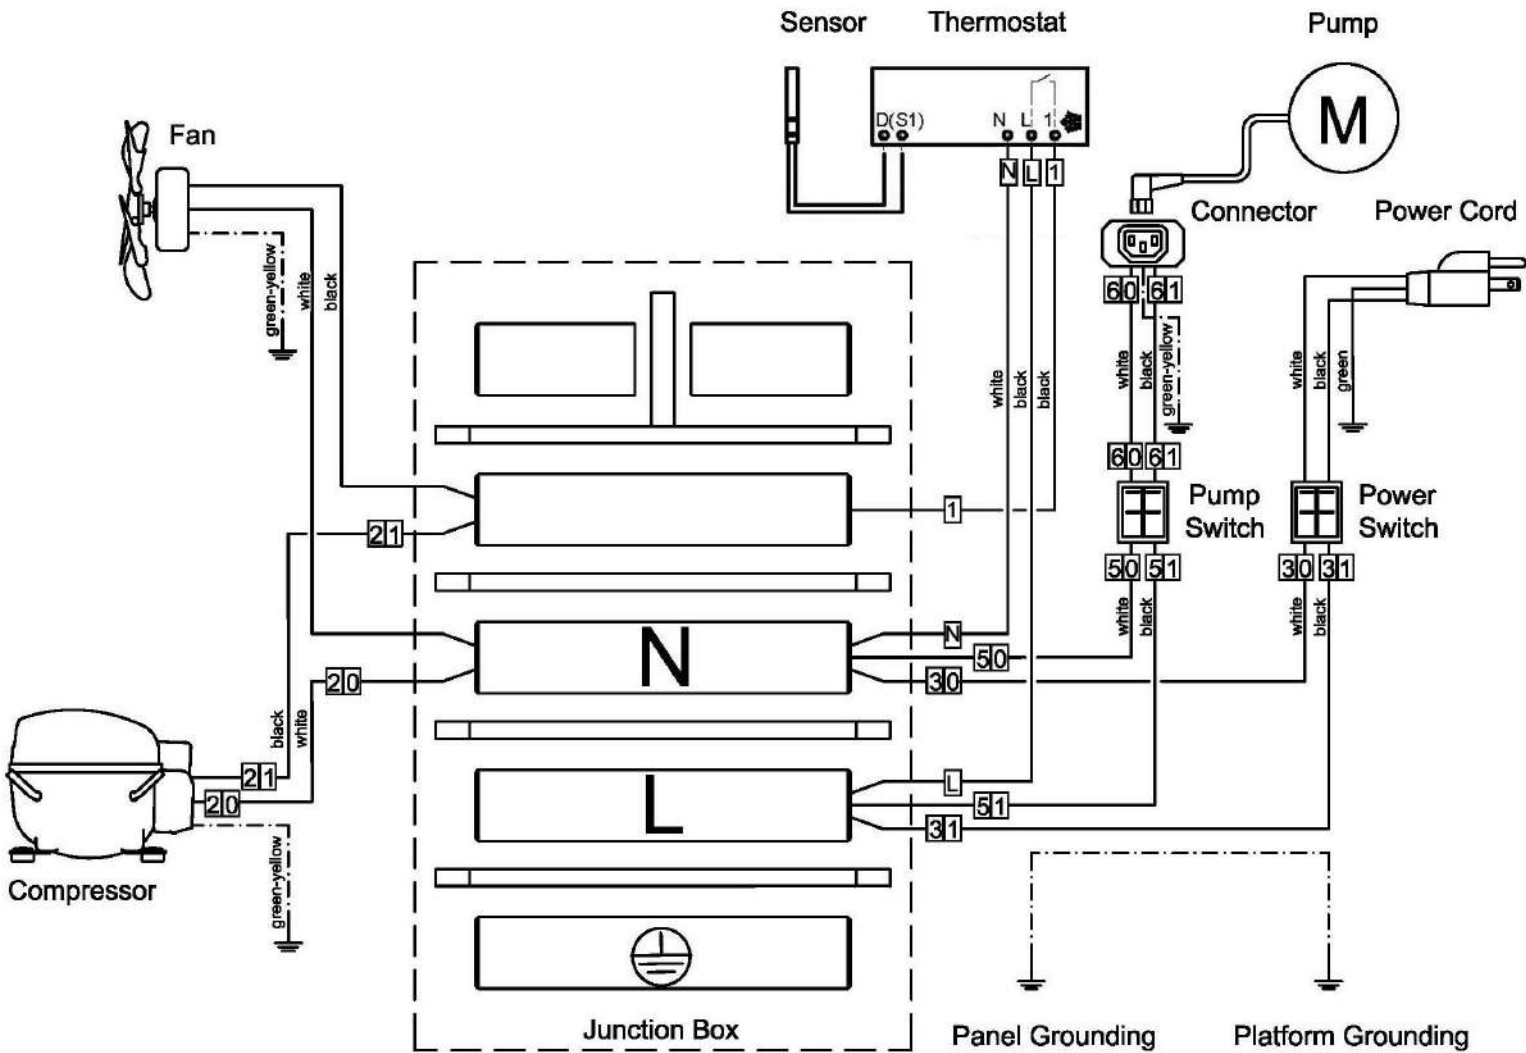 Sensor
Thermostat
Pump
Fan
D(S1)
N L 1
M
N L 1
Connector
Power Cord
green-yellow
white
black
60 61
white
black
green-yellow
white
black
green
white
black
black
60 61
Pump
Switch
Power
Switch
1
21
50 51
30 31
white
black
white
black
N
N
50
20
30
black
white
21
20
L
L
51
31
Compressor
green-yellow
Junction Box
Panel Grounding
Platform Grounding